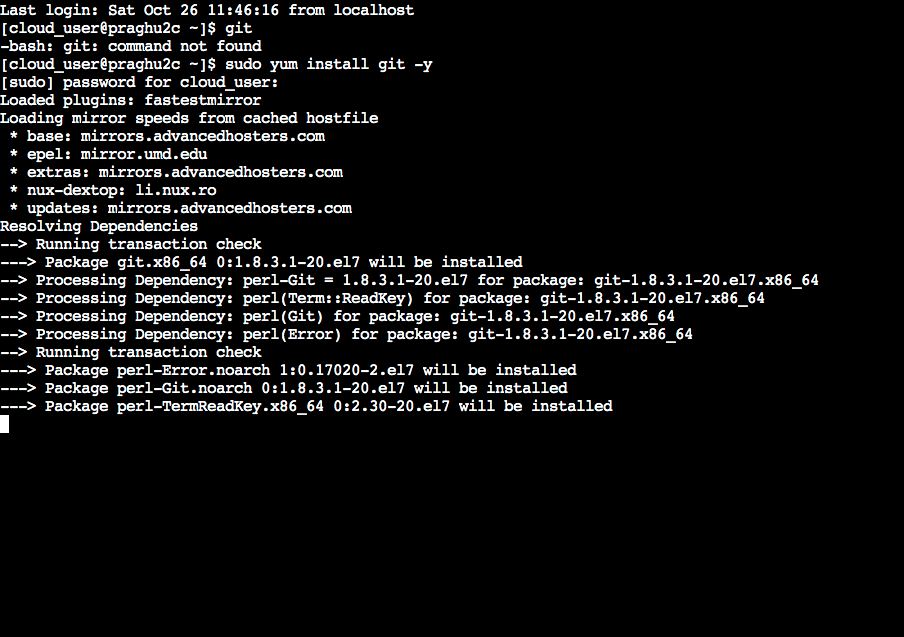 Last login: Sat Oct 26 11:46:16 from localhost
[cloud_user@praghu2c ~]$ git
-bash: git: command not found
[cloud_user@praghu2c ~]$ sudo yum install git -y
[sudo] password for cloud_user:
Loaded plugins: fastestmirror
Loading mirror speeds from cached hostfile
 * base: mirrors.advancedhosters.com
 * epel: mirror.umd.edu
 * extras: mirrors.advancedhosters.com
 * nux-dextop: li.nux.ro
 * updates: mirrors.advancedhosters.com
Resolving Dependencies
--> Running transaction check
---> Package git.x86_64 0:1.8.3.1-20.el7 will be installed
--> Processing Dependency: perl-Git = 1.8.3.1-20.el7 for package: git-1.8.3.1-20.el7.x86_64
--> Processing Dependency: perl(Term::ReadKey) for package: git-1.8.3.1-20.el7.x86_64
--> Processing Dependency: perl(Git) for package: git-1.8.3.1-20.el7.x86_64
--> Processing Dependency: perl(Error) for package: git-1.8.3.1-20.el7.x86_64
--> Running transaction check
---> Package perl-Error.noarch 1:0.17020-2.el7 will be installed
---> Package perl-Git.noarch 0:1.8.3.1-20.el7 will be installed
---> Package perl-TermReadKey.x86_64 0:2.30-20.el7 will be installed